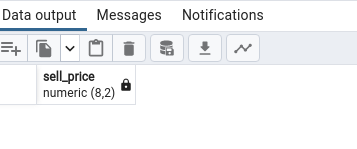 Data output Messages Notifications
sell_price
numeric (8,2)